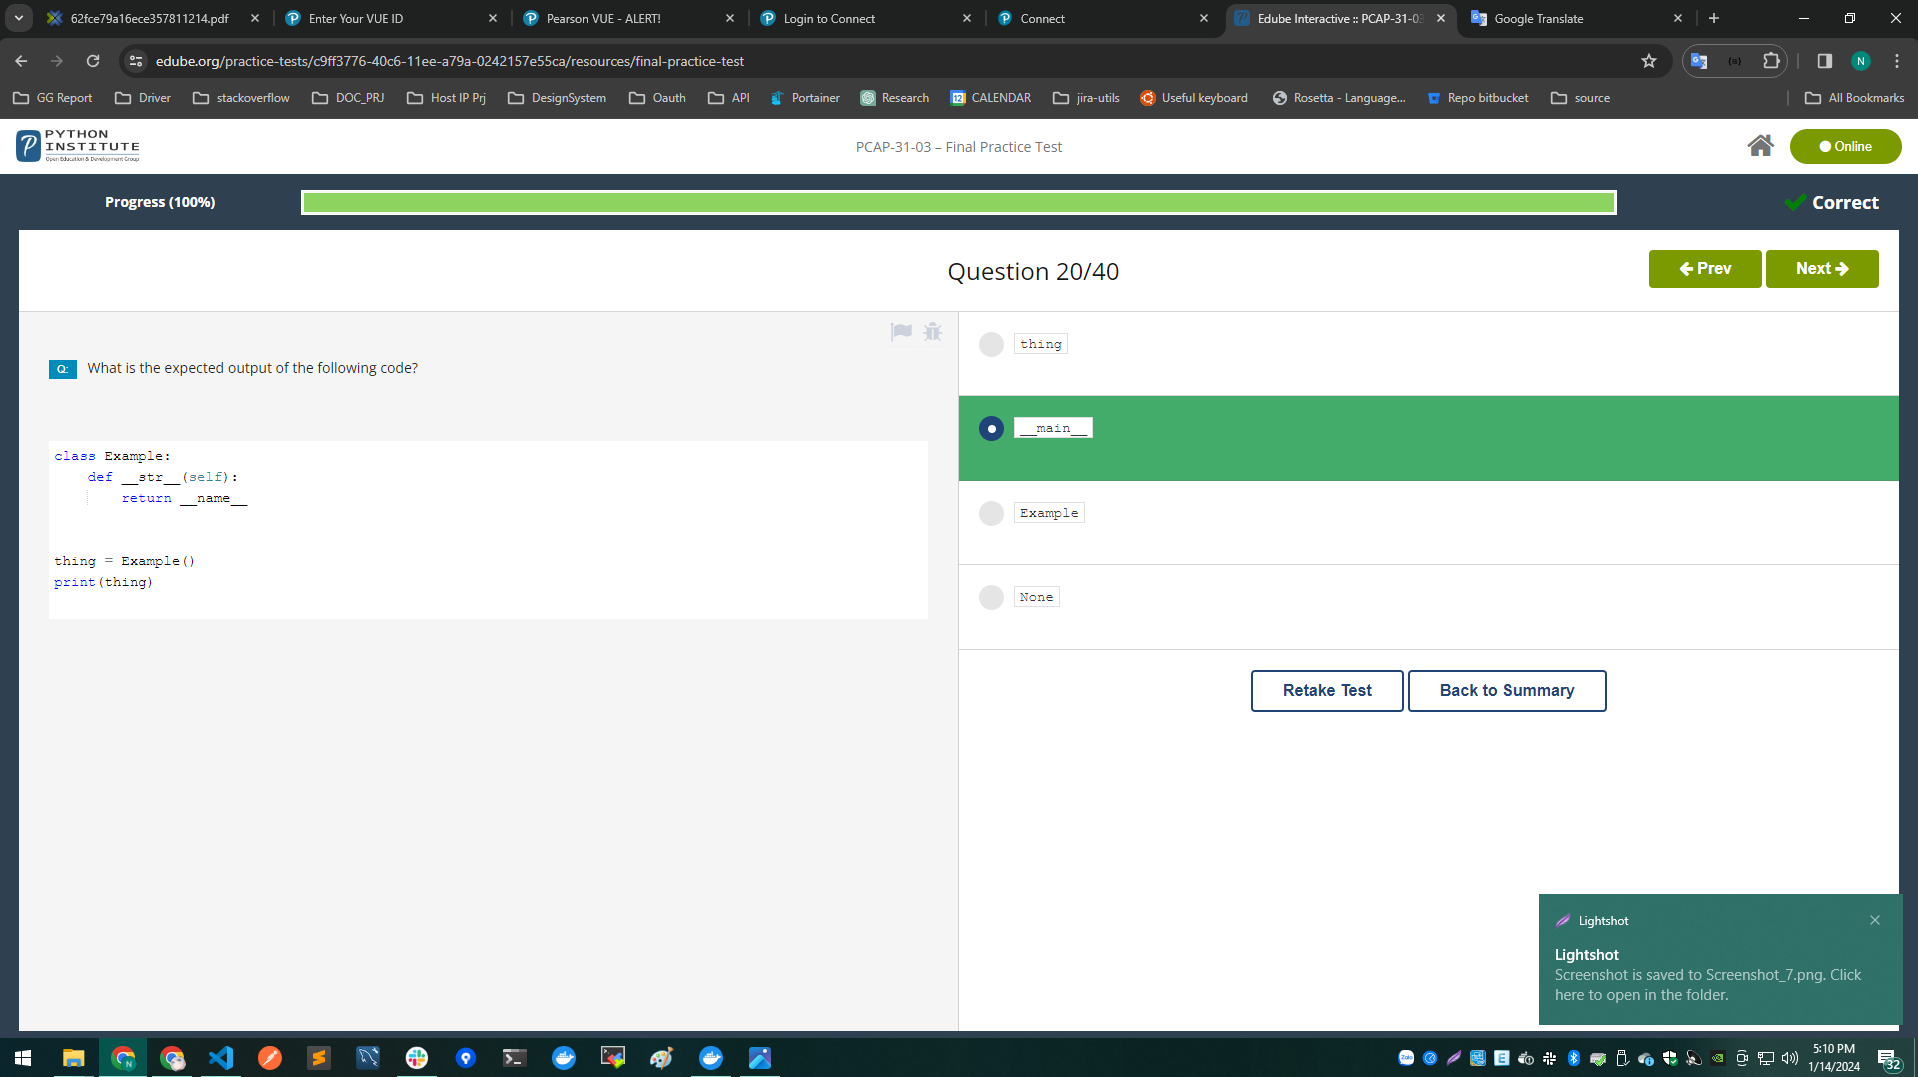 62fce79a16ece357811214.pdf
Enter Your VUE ID
Pearson VUE - ALERT!
Login to Connect
Connect
Edube Interactive :: PCAP-31-03
Google Translate
edube.org/practice-tests/c9ff3776-40c6-11ee-a79a-0242157e55ca/resources/final-practice-test
N
GG Report
Driver
stackoverflow
DOC_PRJ
Host IP Prj
DesignSystem
Oauth
API
Portainer
Research
CALENDAR
jira-utils
Useful keyboard
Rosetta - Language...
Repo bitbucket
source
All Bookmarks
PYTHON
INSTITUTE
Open Education & Development Group
PCAP-31-03 – Final Practice Test
Online
Progress (100%)
Correct
Question 20/40
Prev
Next
Q:
What is the expected output of the following code?
class Example:
    def __str__(self):
        return __name__
thing = Example()
print(thing)
thing
__main__
Example
None
Retake Test
Back to Summary
Lightshot
Lightshot
Screenshot is saved to Screenshot_7.png. Click
here to open in the folder.
5:10 PM
1/14/2024
32